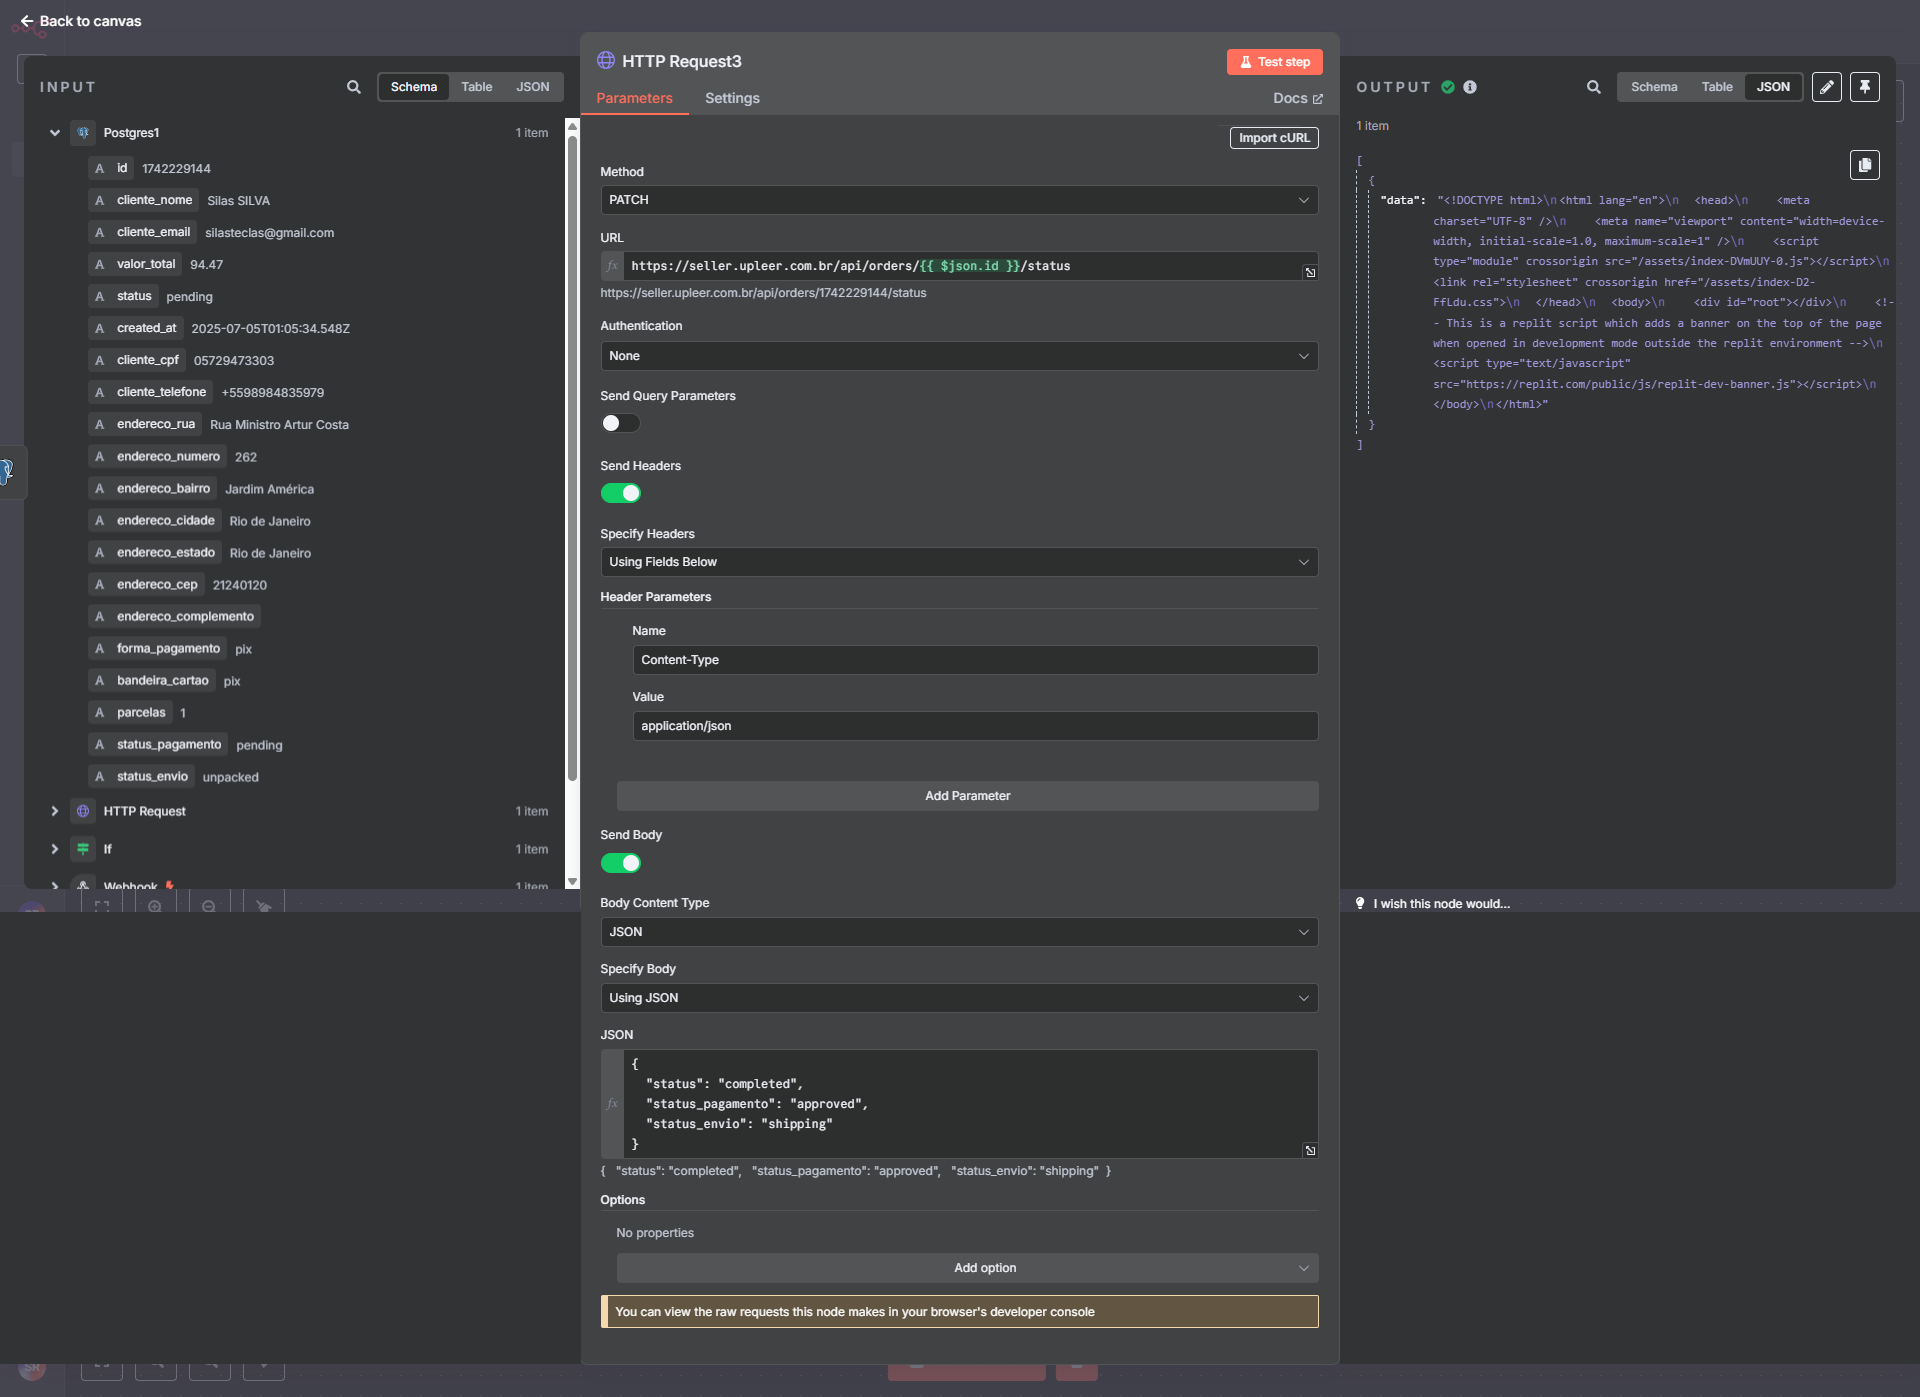 Back to canvas
INPUT
Schema Table JSON
Postgres1 1 item
A id 1742229144
A cliente_nome Silas SILVA
A cliente_email silasteclas@gmail.com
A valor_total 94.47
A status pending
A created_at 2025-07-05T01:05:34.548Z
A cliente_cpf 05729473303
A cliente_telefone +5598984835979
A endereco_rua Rua Ministro Artur Costa
A endereco_numero 262
A endereco_bairro Jardim América
A endereco_cidade Rio de Janeiro
A endereco_estado Rio de Janeiro
A endereco_cep 21240120
A endereco_complemento
A forma_pagamento pix
A bandeira_cartao pix
A parcelas 1
A status_pagamento pending
A status_envio unpacked
HTTP Request 1 item
If 1 item
Webhook 1 item
HTTP Request3
Test step
Parameters Settings Docs
Import cURL
Method
PATCH
URL
fx https://seller.upleer.com.br/api/orders/{{ $json.id }}/status
https://seller.upleer.com.br/api/orders/1742229144/status
Authentication
None
Send Query Parameters
Send Headers
Specify Headers
Using Fields Below
Header Parameters
Name
Content-Type
Value
application/json
Add Parameter
Send Body
Body Content Type
JSON
Specify Body
Using JSON
JSON
{
"status": "completed",
fx "status_pagamento": "approved",
"status_envio": "shipping"
}
{ "status": "completed", "status_pagamento": "approved", "status_envio": "shipping" }
Options
No properties
Add option
You can view the raw requests this node makes in your browser's developer console
OUTPUT
Schema Table JSON
1 item
[
{
"data": "<!DOCTYPE html>\n<html lang="en">\n <head>\n <meta
charset="UTF-8" />\n <meta name="viewport" content="width=device-
width, initial-scale=1.0, maximum-scale=1" />\n <script
type="module" crossorigin src="/assets/index-DVmUUY-0.js"></script>\n
<link rel="stylesheet" crossorigin href="/assets/index-D2-
FfLdu.css">\n </head>\n <body>\n <div id="root"></div>\n <!-
- This is a replit script which adds a banner on the top of the page
when opened in development mode outside the replit environment -->\n
<script type="text/javascript"
src="https://replit.com/public/js/replit-dev-banner.js"></script>\n
</body>\n</html>"
}
]
I wish this node would...
SR